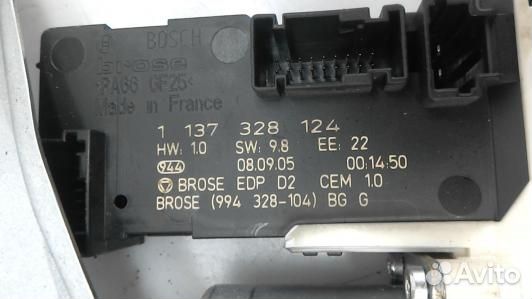 BOSCH
brose
>PA66 GF25<
Made in France
1 137 328 124
HW: 1.0 SW: 9.8 EE: 22
944 08.09.05 00:14:50
BROSE EDP D2 CEM 1.0
BROSE (994 328-104) BG G
Avito